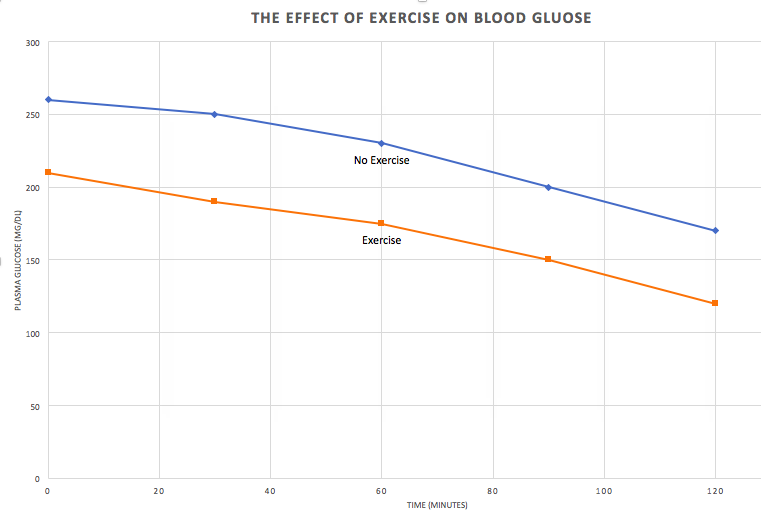 THE EFFECT OF EXERCISE ON BLOOD GLUOSE
300
250
200
150
100
50
0
PLASMA GLUCOSE (MG/DL)
No Exercise
Exercise
0 20 40 60 80 100 120
TIME (MINUTES)